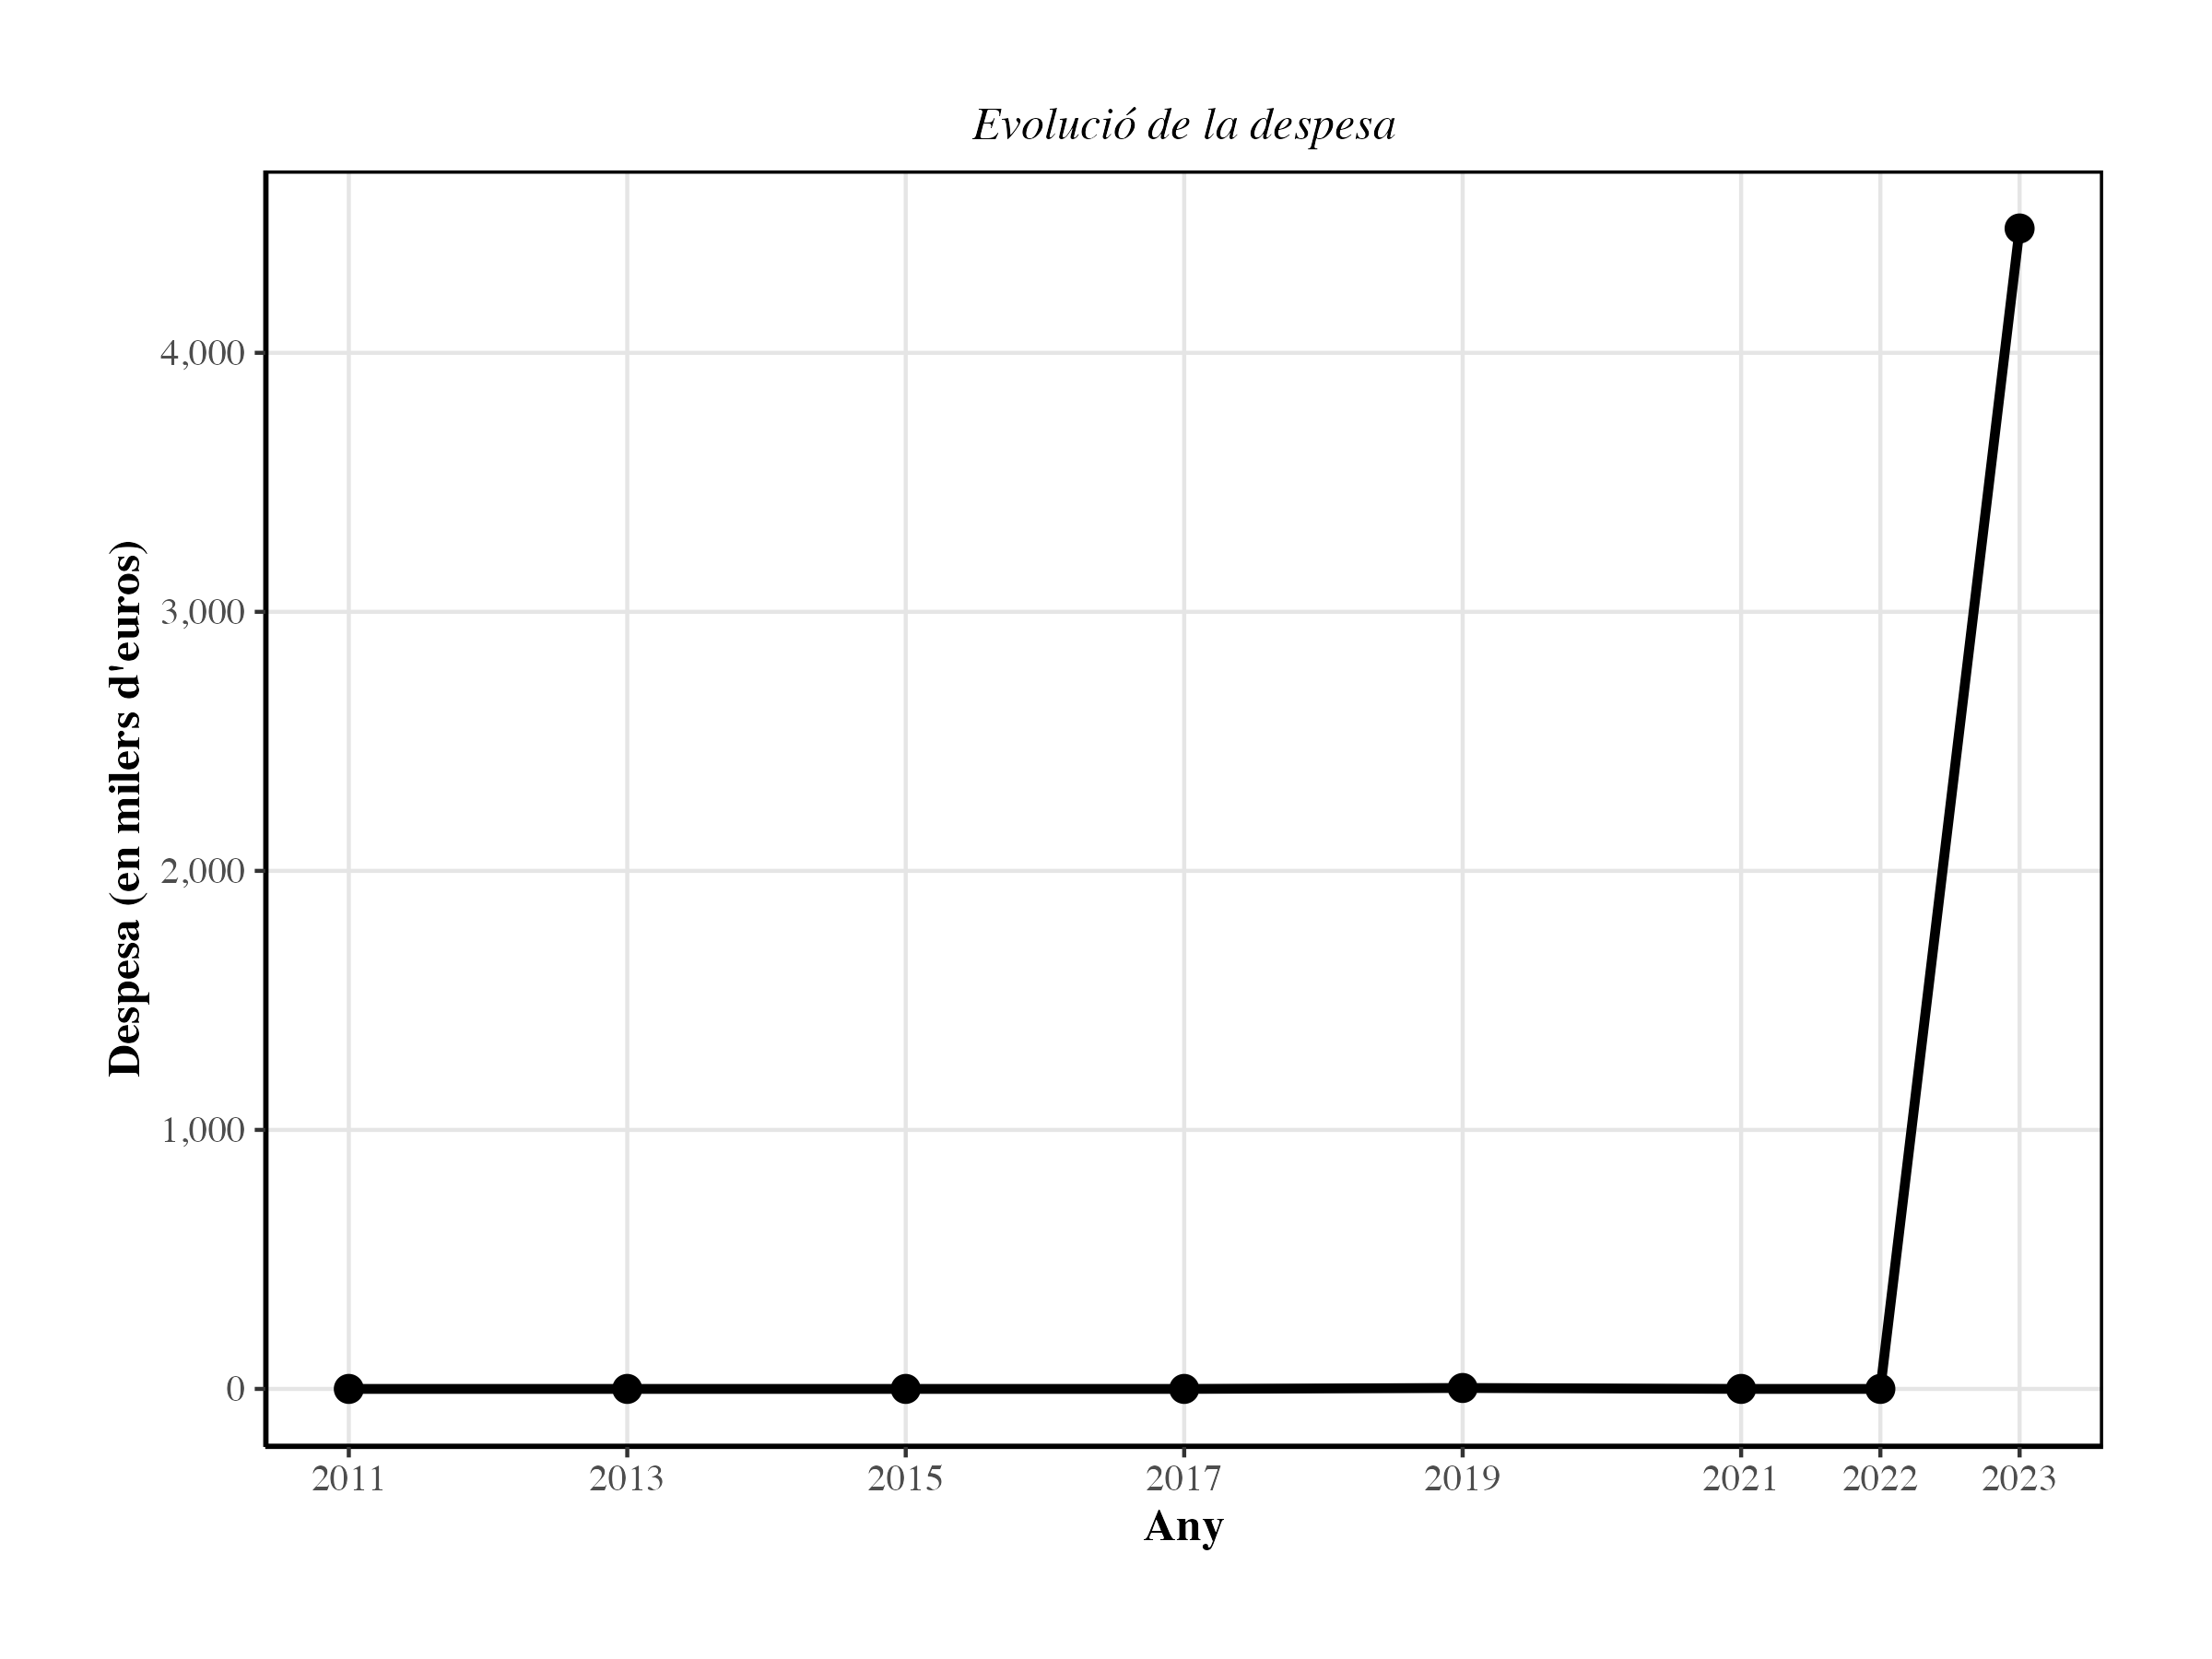 Evolució de la despesa
Despesa (en milers d'euros)
4,000
3,000
2,000
1,000
0
2011 2013 2015 2017 2019 2021 2022 2023
Any